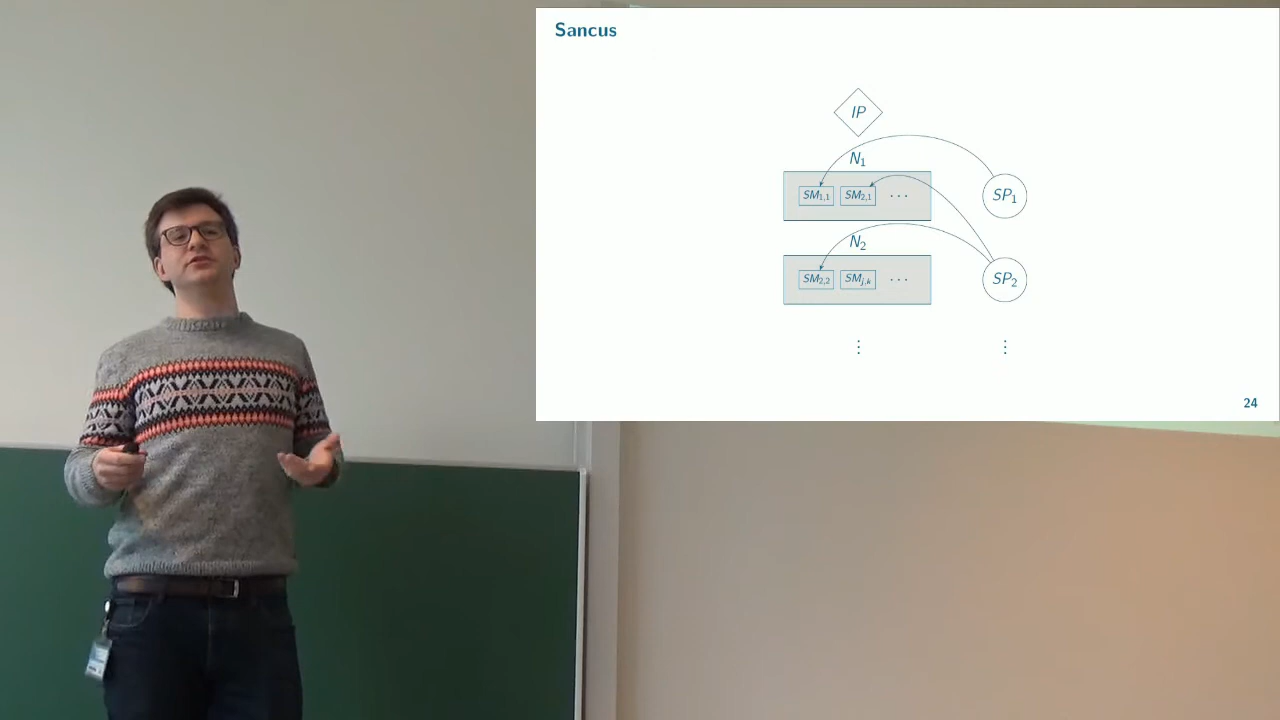 Sancus
IP
N₁
SM₁,₁ SM₂,₁ ··· SP₁
N₂
SM₂,₂ SMⱼ,ₖ ··· SP₂
⋮ ⋮
24